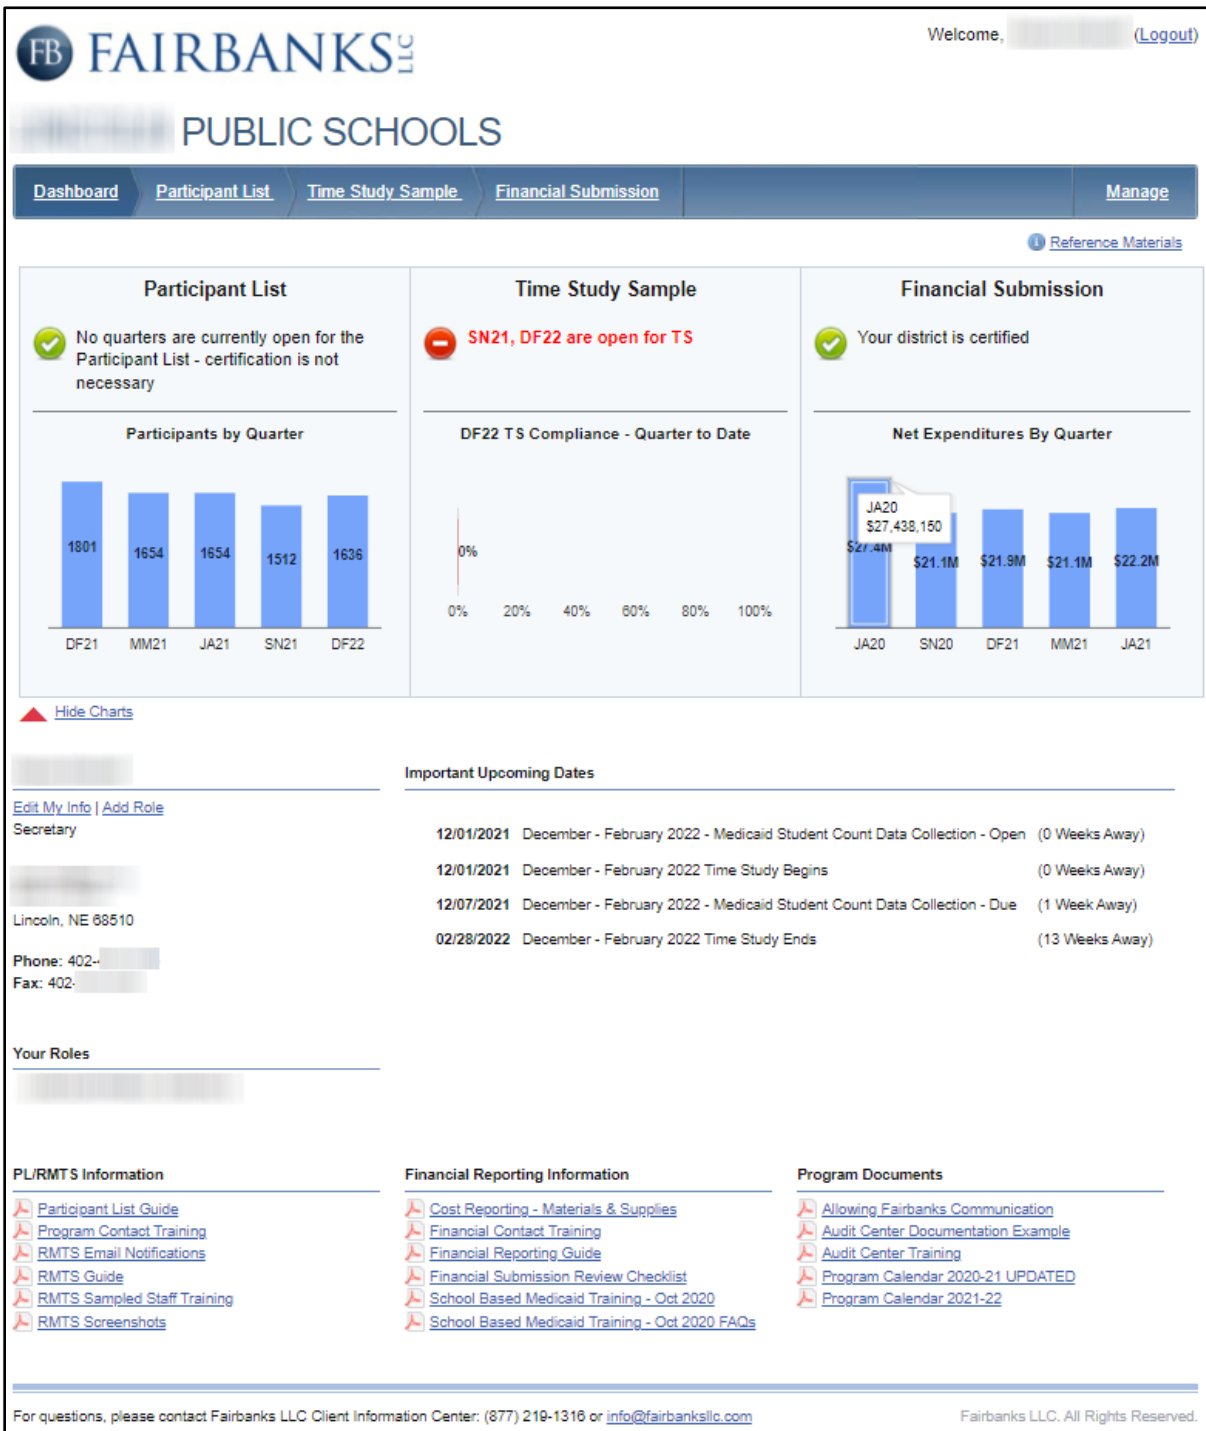 FB FAIRBANKS LLC
Welcome, (Logout)
PUBLIC SCHOOLS
Dashboard Participant List Time Study Sample Financial Submission Manage
Reference Materials
Participant List
No quarters are currently open for the
Participant List - certification is not
necessary
Participants by Quarter
1801 1654 1654 1512 1636
DF21 MM21 JA21 SN21 DF22
Time Study Sample
SN21, DF22 are open for TS
DF22 TS Compliance - Quarter to Date
0%
0% 20% 40% 60% 80% 100%
Financial Submission
Your district is certified
Net Expenditures By Quarter
JA20
$27,438,150
$27.4M $21.1M $21.9M $21.1M $22.2M
JA20 SN20 DF21 MM21 JA21
Hide Charts
Edit My Info | Add Role
Secretary
Lincoln, NE 68510
Phone: 402-
Fax: 402-
Important Upcoming Dates
12/01/2021 December - February 2022 - Medicaid Student Count Data Collection - Open (0 Weeks Away)
12/01/2021 December - February 2022 Time Study Begins (0 Weeks Away)
12/07/2021 December - February 2022 - Medicaid Student Count Data Collection - Due (1 Week Away)
02/28/2022 December - February 2022 Time Study Ends (13 Weeks Away)
Your Roles
PL/RMTS Information
Participant List Guide
Program Contact Training
RMTS Email Notifications
RMTS Guide
RMTS Sampled Staff Training
RMTS Screenshots
Financial Reporting Information
Cost Reporting - Materials & Supplies
Financial Contact Training
Financial Reporting Guide
Financial Submission Review Checklist
School Based Medicaid Training - Oct 2020
School Based Medicaid Training - Oct 2020 FAQs
Program Documents
Allowing Fairbanks Communication
Audit Center Documentation Example
Audit Center Training
Program Calendar 2020-21 UPDATED
Program Calendar 2021-22
For questions, please contact Fairbanks LLC Client Information Center: (877) 219-1316 or info@fairbanksllc.com
Fairbanks LLC. All Rights Reserved.